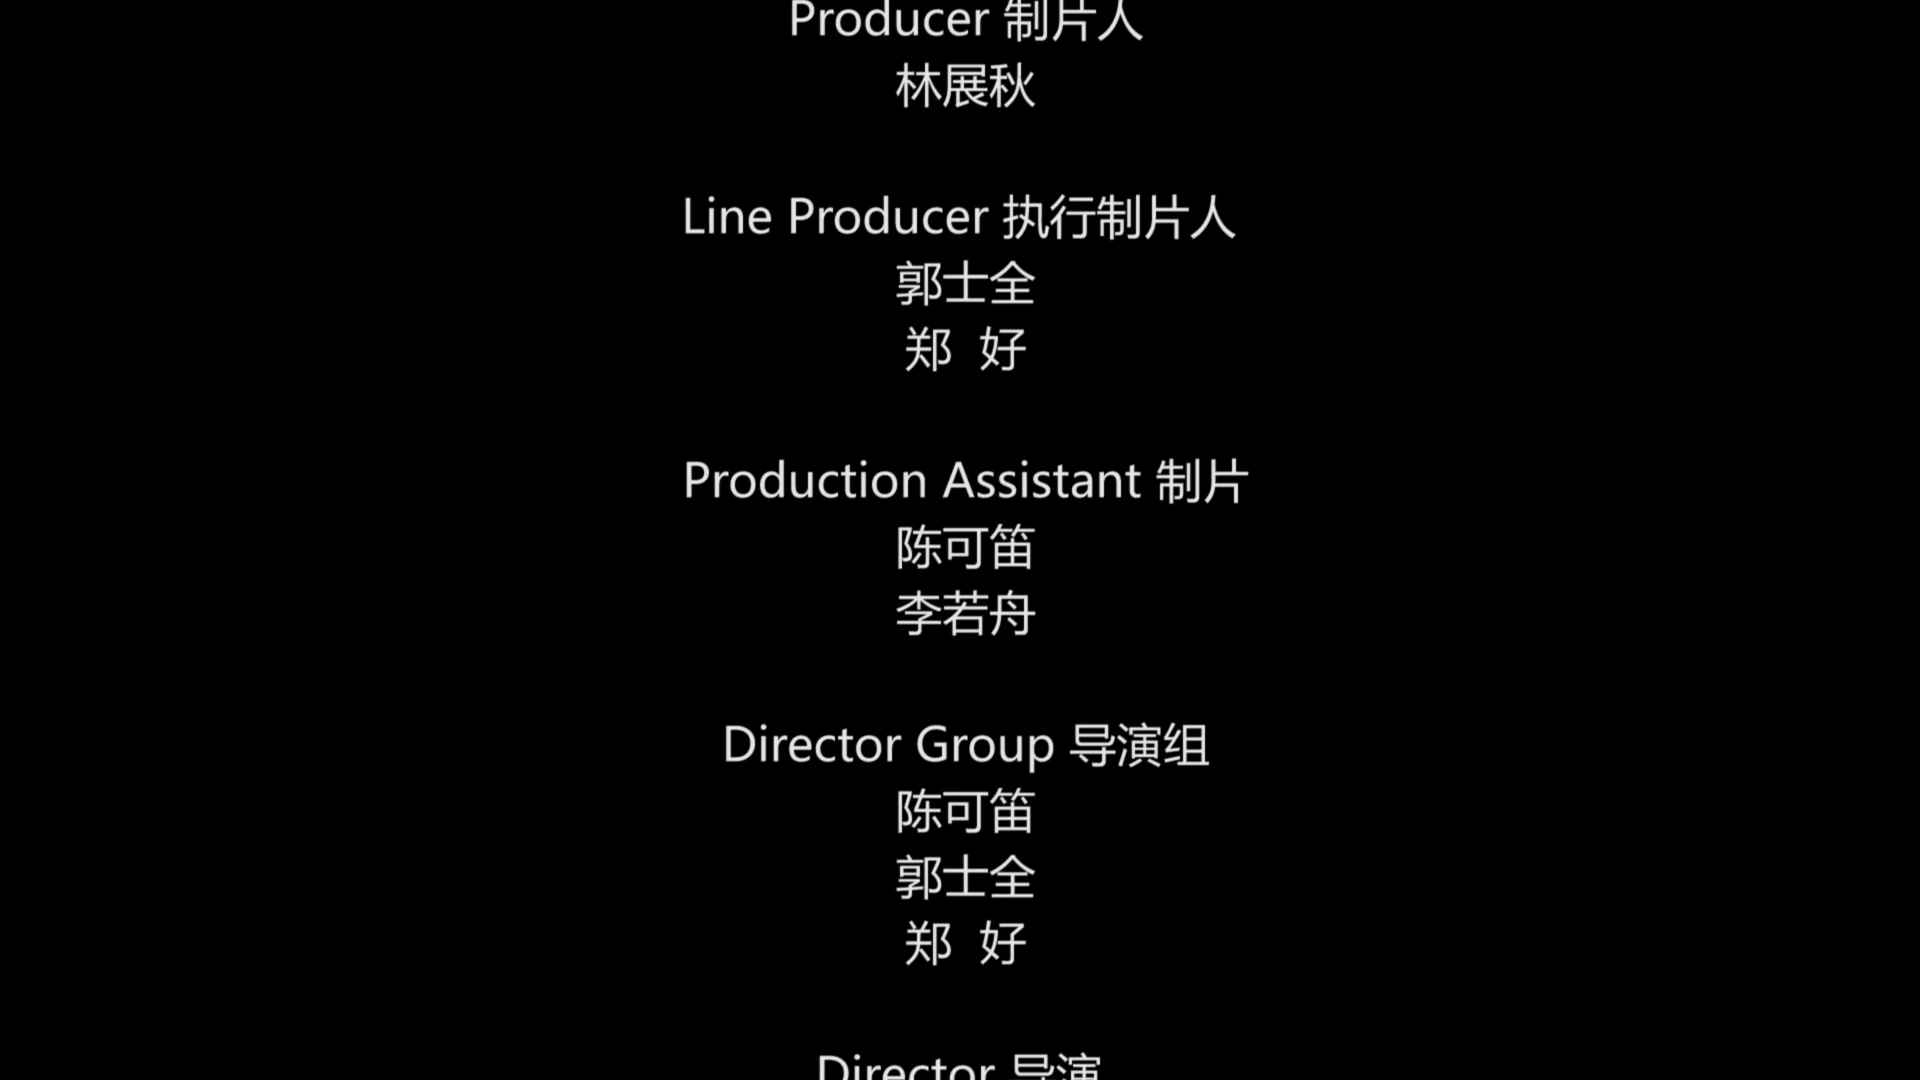 Producer 制片人
林展秋
Line Producer 执行制片人
郭士全
郑 好
Production Assistant 制片
陈可笛
李若舟
Director Group 导演组
陈可笛
郭士全
郑 好
Director 导演